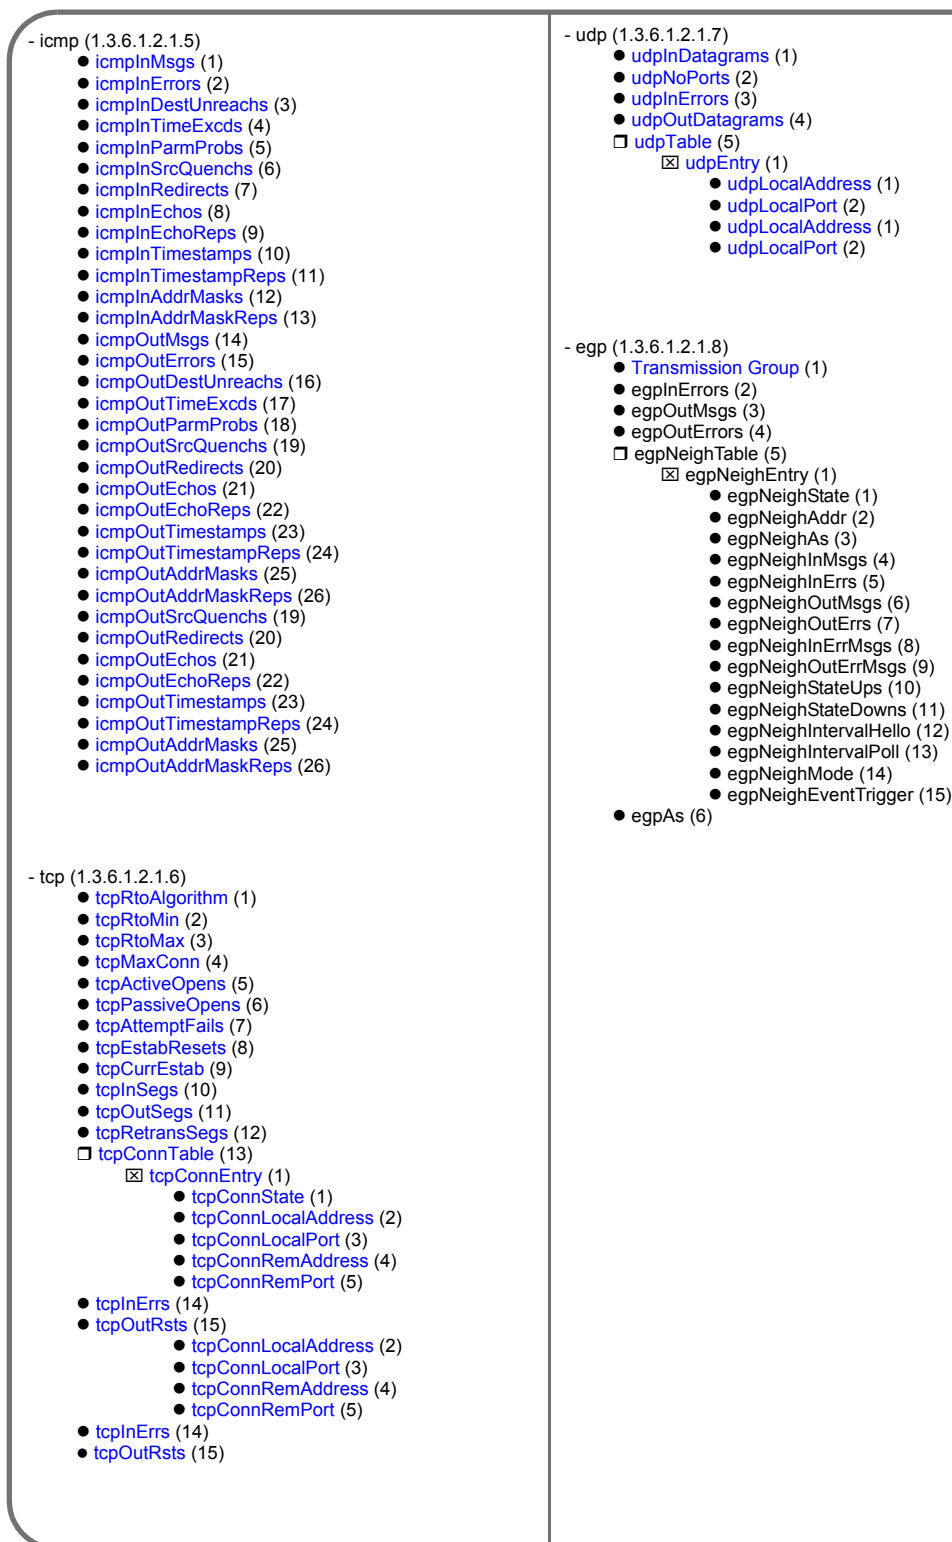 - icmp (1.3.6.1.2.1.5)
● icmpInMsgs (1)
● icmpInErrors (2)
● icmpInDestUnreachs (3)
● icmpInTimeExcds (4)
● icmpInParmProbs (5)
● icmpInSrcQuenchs (6)
● icmpInRedirects (7)
● icmpInEchos (8)
● icmpInEchoReps (9)
● icmpInTimestamps (10)
● icmpInTimestampReps (11)
● icmpInAddrMasks (12)
● icmpInAddrMaskReps (13)
● icmpOutMsgs (14)
● icmpOutErrors (15)
● icmpOutDestUnreachs (16)
● icmpOutTimeExcds (17)
● icmpOutParmProbs (18)
● icmpOutSrcQuenchs (19)
● icmpOutRedirects (20)
● icmpOutEchos (21)
● icmpOutEchoReps (22)
● icmpOutTimestamps (23)
● icmpOutTimestampReps (24)
● icmpOutAddrMasks (25)
● icmpOutAddrMaskReps (26)
● icmpOutSrcQuenchs (19)
● icmpOutRedirects (20)
● icmpOutEchos (21)
● icmpOutEchoReps (22)
● icmpOutTimestamps (23)
● icmpOutTimestampReps (24)
● icmpOutAddrMasks (25)
● icmpOutAddrMaskReps (26)
- tcp (1.3.6.1.2.1.6)
● tcpRtoAlgorithm (1)
● tcpRtoMin (2)
● tcpRtoMax (3)
● tcpMaxConn (4)
● tcpActiveOpens (5)
● tcpPassiveOpens (6)
● tcpAttemptFails (7)
● tcpEstabResets (8)
● tcpCurrEstab (9)
● tcpInSegs (10)
● tcpOutSegs (11)
● tcpRetransSegs (12)
❒ tcpConnTable (13)
☒ tcpConnEntry (1)
● tcpConnState (1)
● tcpConnLocalAddress (2)
● tcpConnLocalPort (3)
● tcpConnRemAddress (4)
● tcpConnRemPort (5)
● tcpInErrs (14)
● tcpOutRsts (15)
● tcpConnLocalAddress (2)
● tcpConnLocalPort (3)
● tcpConnRemAddress (4)
● tcpConnRemPort (5)
● tcpInErrs (14)
● tcpOutRsts (15)
- udp (1.3.6.1.2.1.7)
● udpInDatagrams (1)
● udpNoPorts (2)
● udpInErrors (3)
● udpOutDatagrams (4)
❒ udpTable (5)
☒ udpEntry (1)
● udpLocalAddress (1)
● udpLocalPort (2)
● udpLocalAddress (1)
● udpLocalPort (2)
- egp (1.3.6.1.2.1.8)
● Transmission Group (1)
● egpInErrors (2)
● egpOutMsgs (3)
● egpOutErrors (4)
❒ egpNeighTable (5)
☒ egpNeighEntry (1)
● egpNeighState (1)
● egpNeighAddr (2)
● egpNeighAs (3)
● egpNeighInMsgs (4)
● egpNeighInErrs (5)
● egpNeighOutMsgs (6)
● egpNeighOutErrs (7)
● egpNeighInErrMsgs (8)
● egpNeighOutErrMsgs (9)
● egpNeighStateUps (10)
● egpNeighStateDowns (11)
● egpNeighIntervalHello (12)
● egpNeighIntervalPoll (13)
● egpNeighMode (14)
● egpNeighEventTrigger (15)
● egpAs (6)